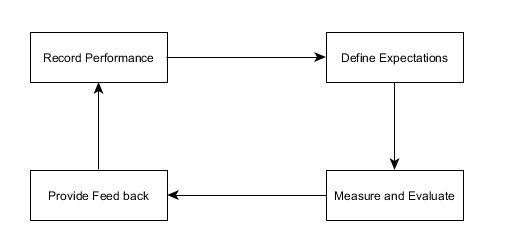 Record Performance
Define Expectations
Provide Feed back
Measure and Evaluate